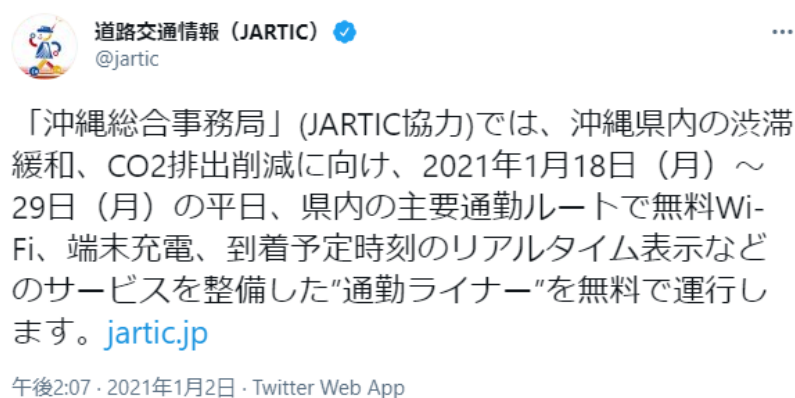 道路交通情報（JARTIC）
@jartic
「沖縄総合事務局」(JARTIC協力)では、沖縄県内の渋滞
緩和、CO2排出削減に向け、2021年1月18日（月）～
29日（月）の平日、県内の主要通勤ルートで無料Wi-
Fi、端末充電、到着予定時刻のリアルタイム表示など
のサービスを整備した”通勤ライナー”を無料で運行し
ます。jartic.jp
午後2:07 · 2021年1月2日 · Twitter Web App